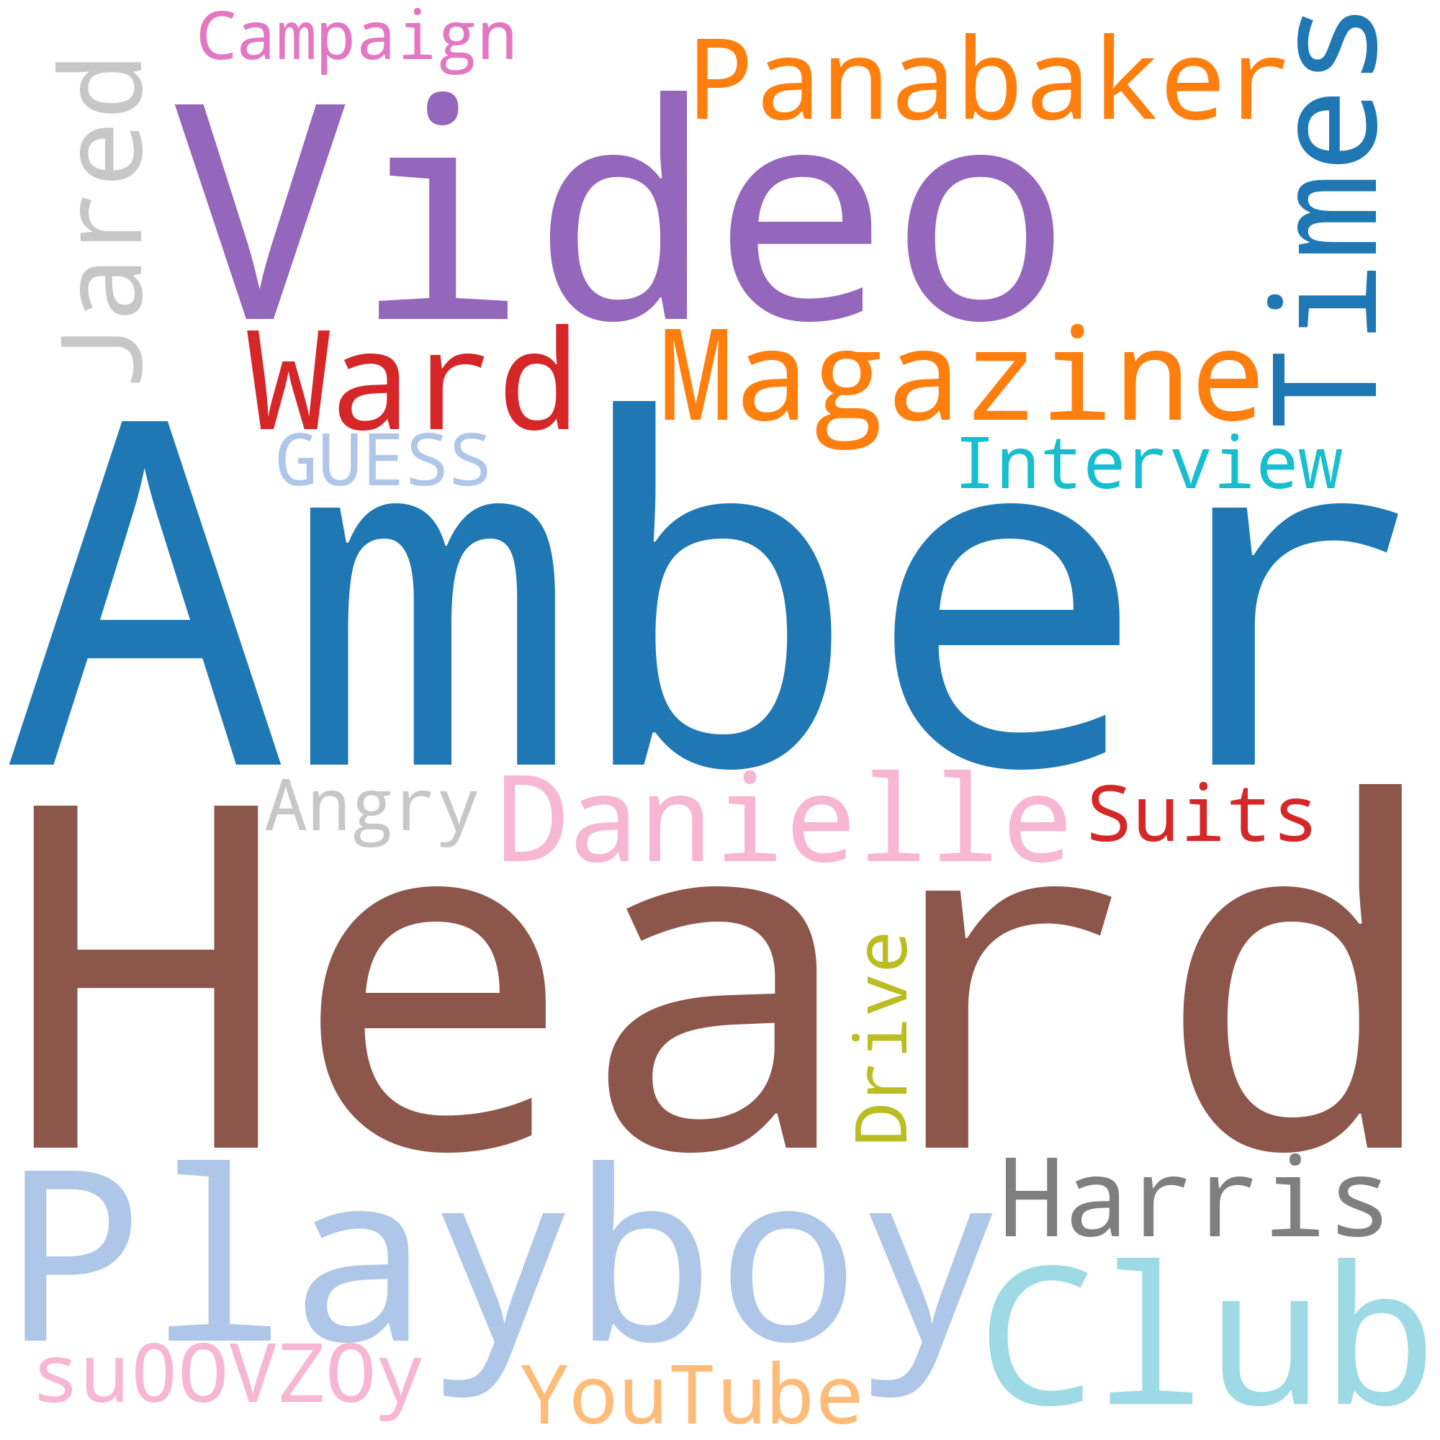 Campaign
Panabaker
Times
Jared
Video
Ward
Magazine
GUESS
Interview
Amber
Angry
Danielle
Suits
Heard
Drive
Harris
Playboy
Club
su0OVZOy
YouTube